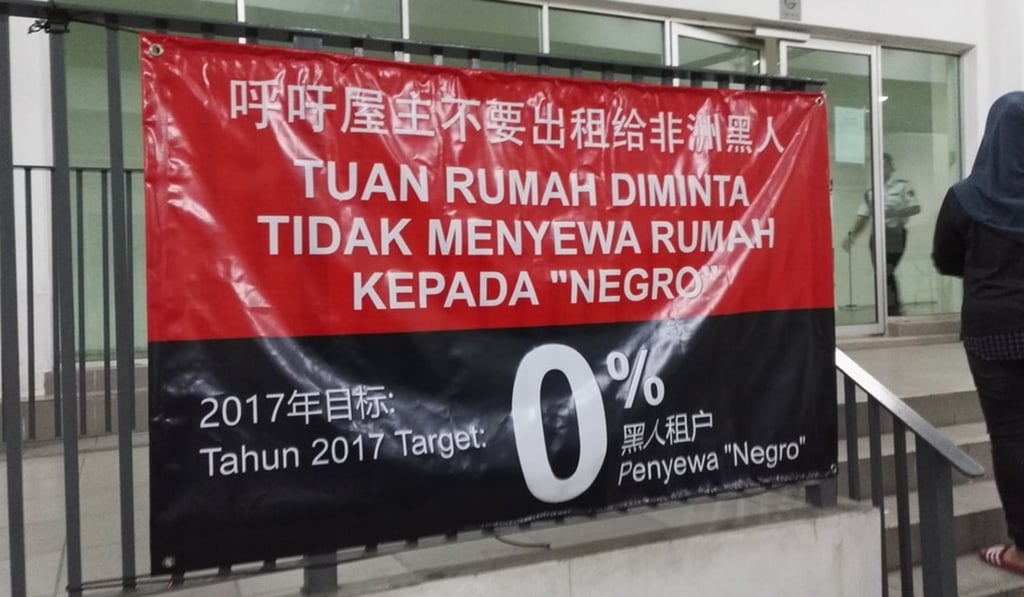 呼吁屋主不要出租给非洲黑人
TUAN RUMAH DIMINTA
TIDAK MENYEWA RUMAH
KEPADA "NEGRO"
2017年目标:
Tahun 2017 Target:
0%
黑人租户
Penyewa "Negro"
G